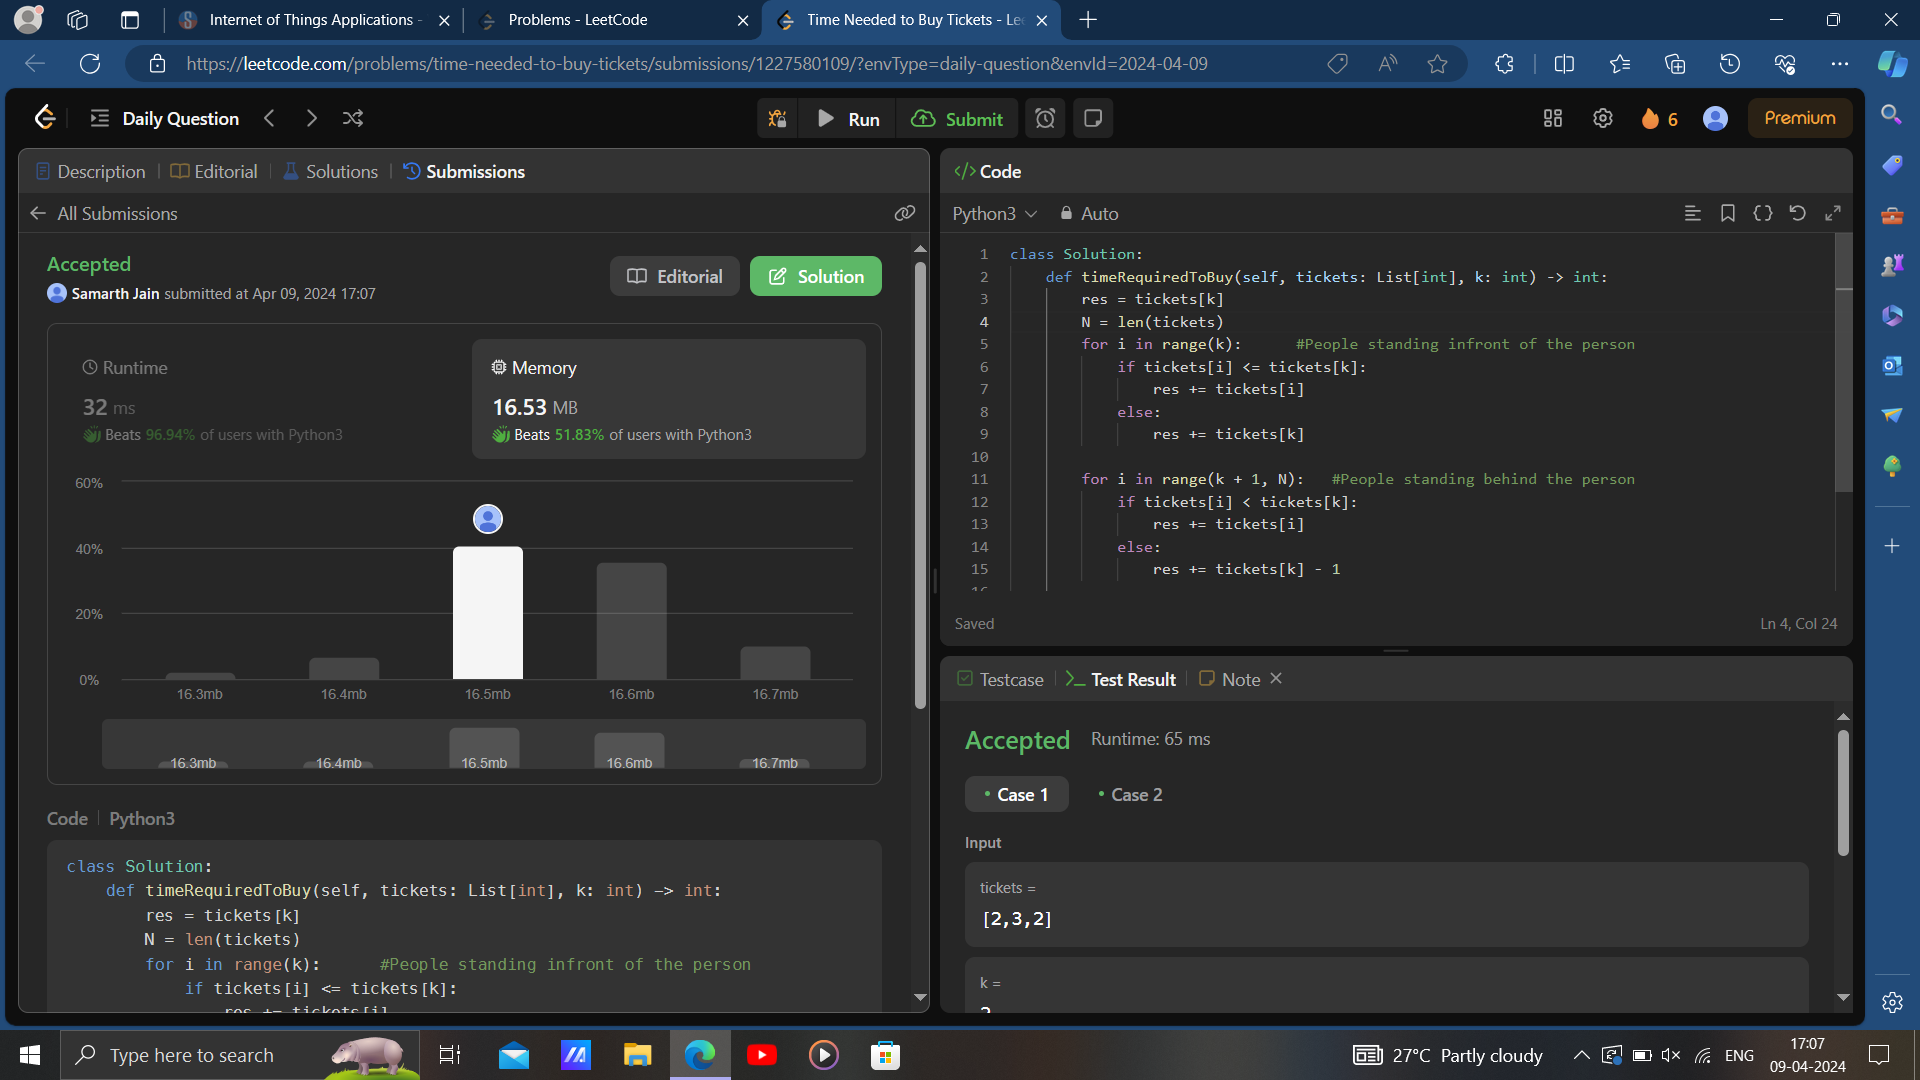 Internet of Things Applications -
Problems - LeetCode
Time Needed to Buy Tickets - Le
https://leetcode.com/problems/time-needed-to-buy-tickets/submissions/1227580109/?envType=daily-question&envId=2024-04-09
Daily Question
Run
Submit
6
Premium
Description
Editorial
Solutions
Submissions
All Submissions
Accepted
Samarth Jain submitted at Apr 09, 2024 17:07
Editorial
Solution
Runtime
32 ms
Beats 96.94% of users with Python3
Memory
16.53 MB
Beats 51.83% of users with Python3
60%
40%
20%
0%
16.3mb 16.4mb 16.5mb 16.6mb 16.7mb
16.3mb 16.4mb 16.5mb 16.6mb 16.7mb
Code | Python3
class Solution:
    def timeRequiredToBuy(self, tickets: List[int], k: int) -> int:
        res = tickets[k]
        N = len(tickets)
        for i in range(k):      #People standing infront of the person
            if tickets[i] <= tickets[k]:
                res += tickets[i]
</> Code
Python3
Auto
1 class Solution:
2     def timeRequiredToBuy(self, tickets: List[int], k: int) -> int:
3         res = tickets[k]
4         N = len(tickets)
5         for i in range(k):      #People standing infront of the person
6             if tickets[i] <= tickets[k]:
7                 res += tickets[i]
8             else:
9                 res += tickets[k]
10
11         for i in range(k + 1, N):   #People standing behind the person
12             if tickets[i] < tickets[k]:
13                 res += tickets[i]
14             else:
15                 res += tickets[k] - 1
16
Saved
Ln 4, Col 24
Testcase
Test Result
Note
Accepted
Runtime: 65 ms
Case 1
Case 2
Input
tickets =
[2,3,2]
k =
2
Type here to search
27°C Partly cloudy
ENG
17:07
09-04-2024